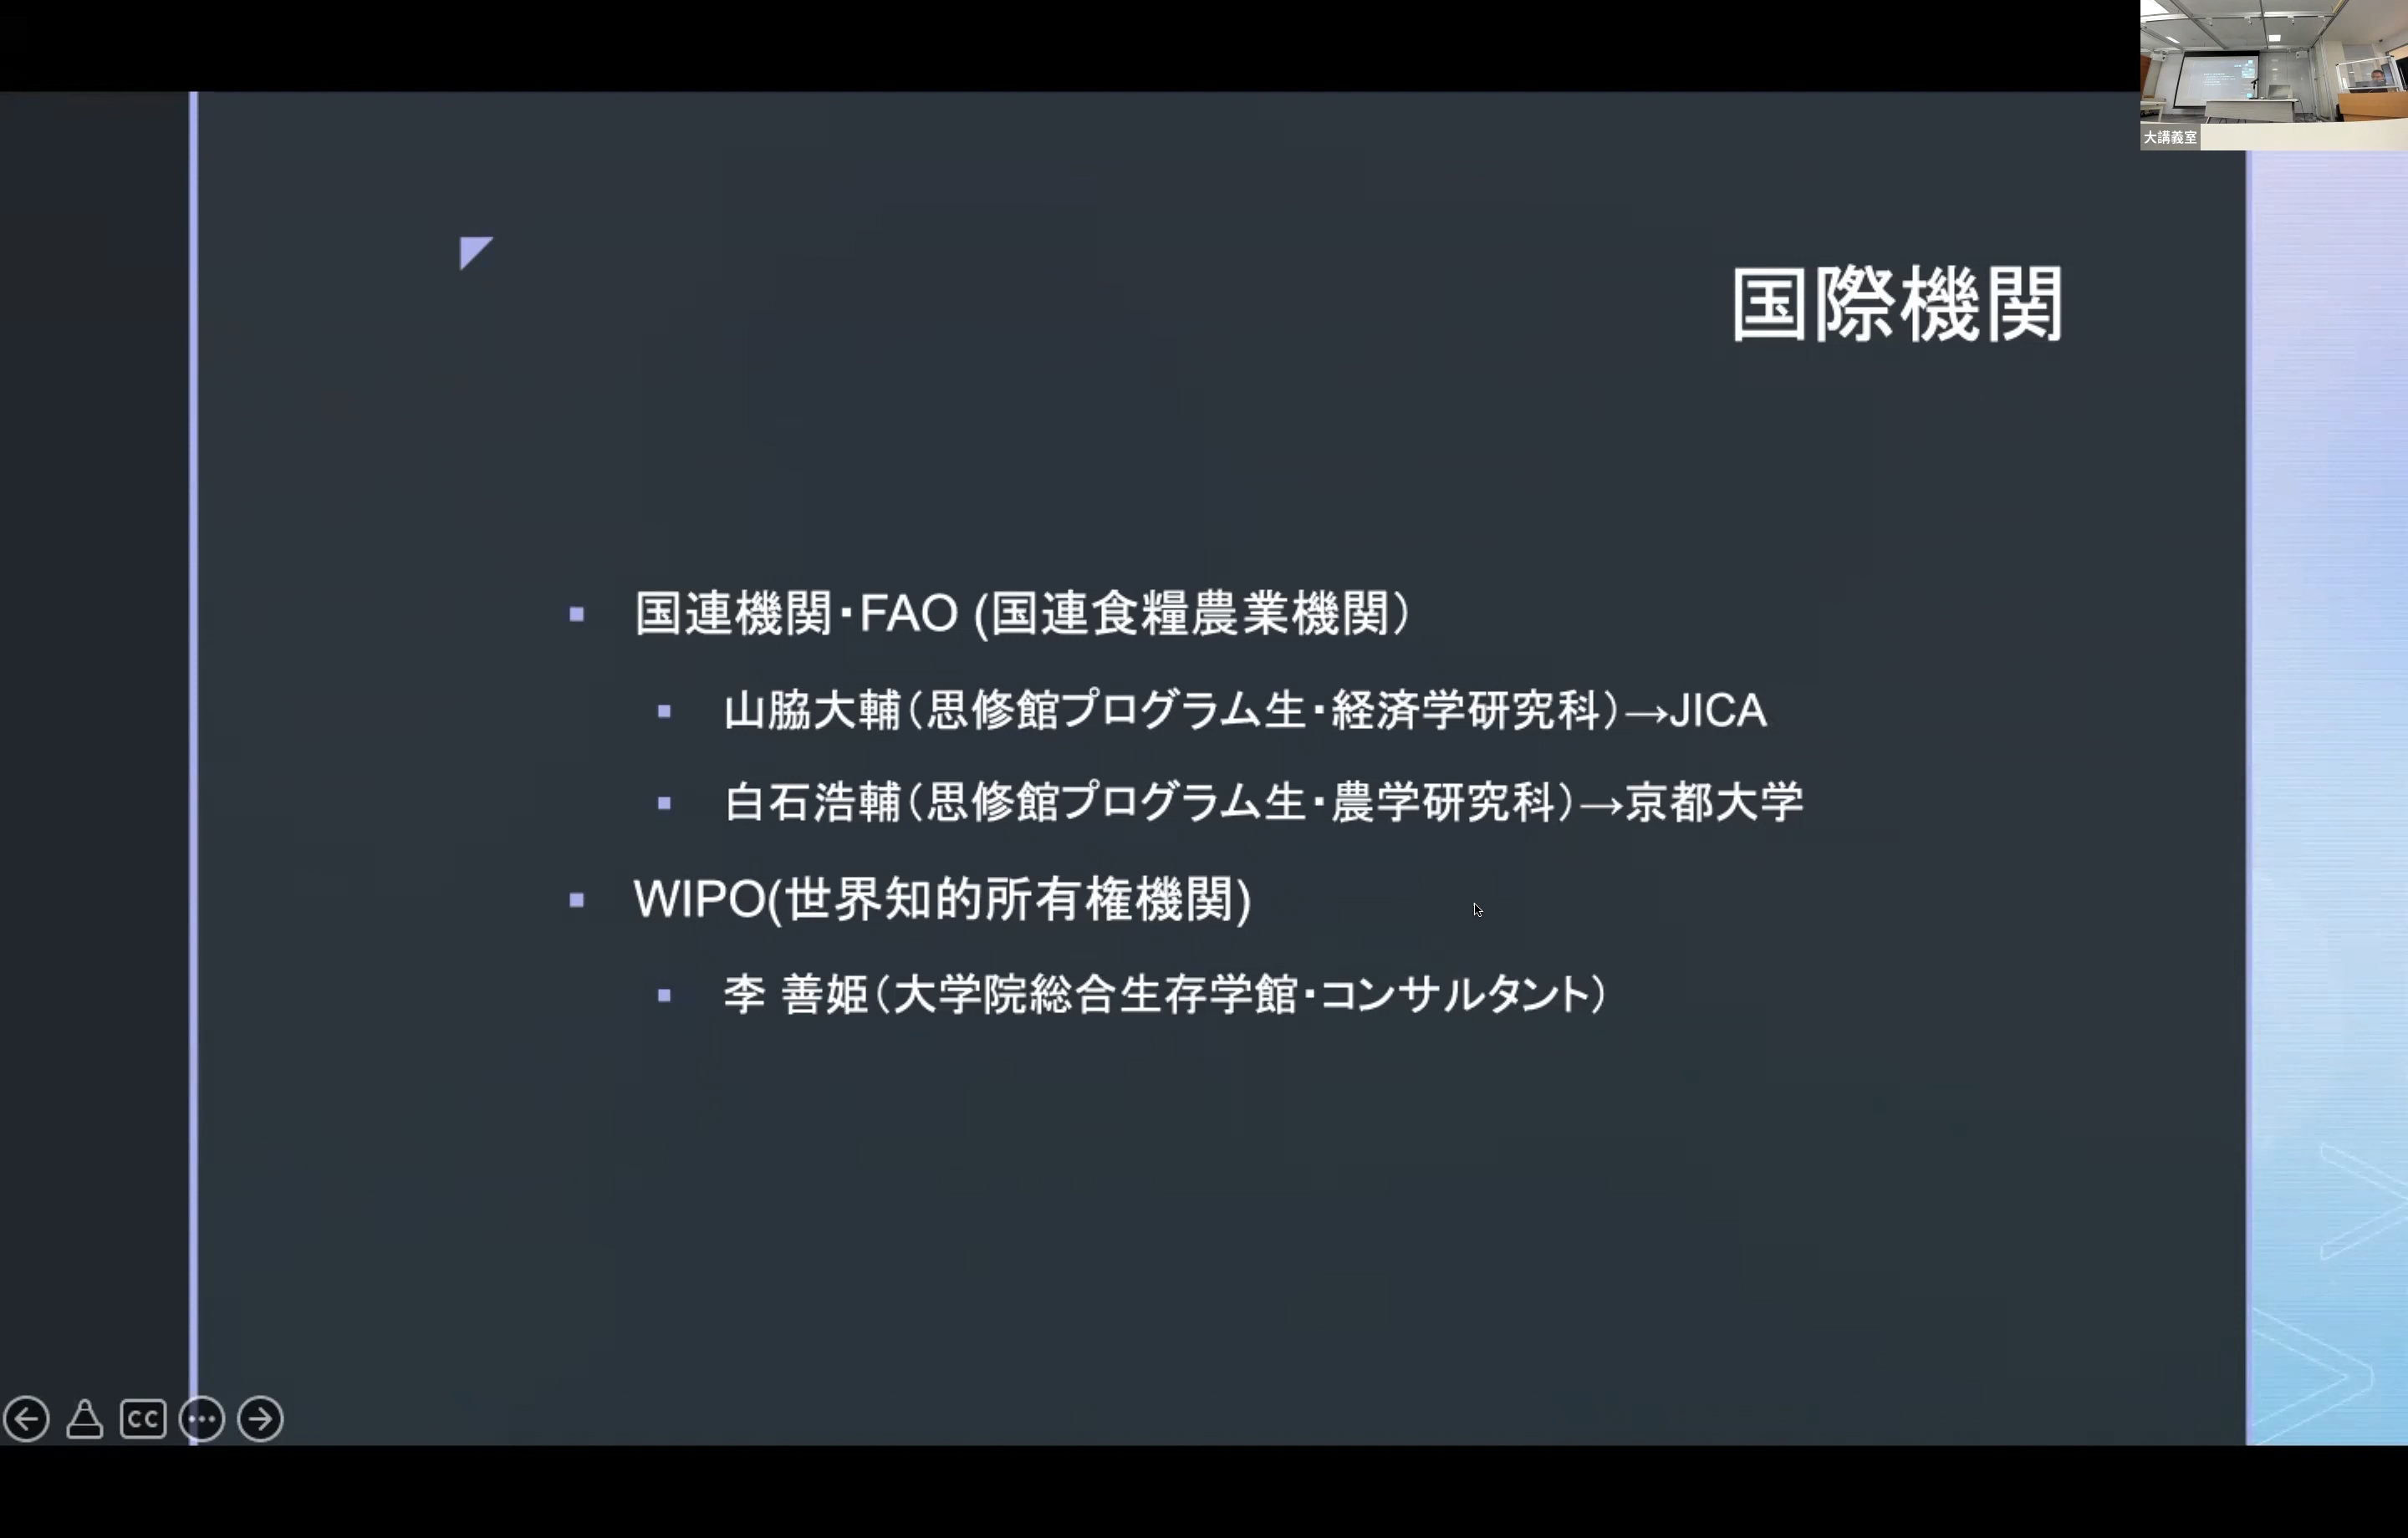 大講義室
国際機関
国連機関・FAO (国連食糧農業機関）
山脇大輔（思修館プログラム生・経済学研究科）→JICA
白石浩輔（思修館プログラム生・農学研究科）→京都大学
WIPO(世界知的所有権機関)
李 善姫（大学院総合生存学館・コンサルタント）
CC